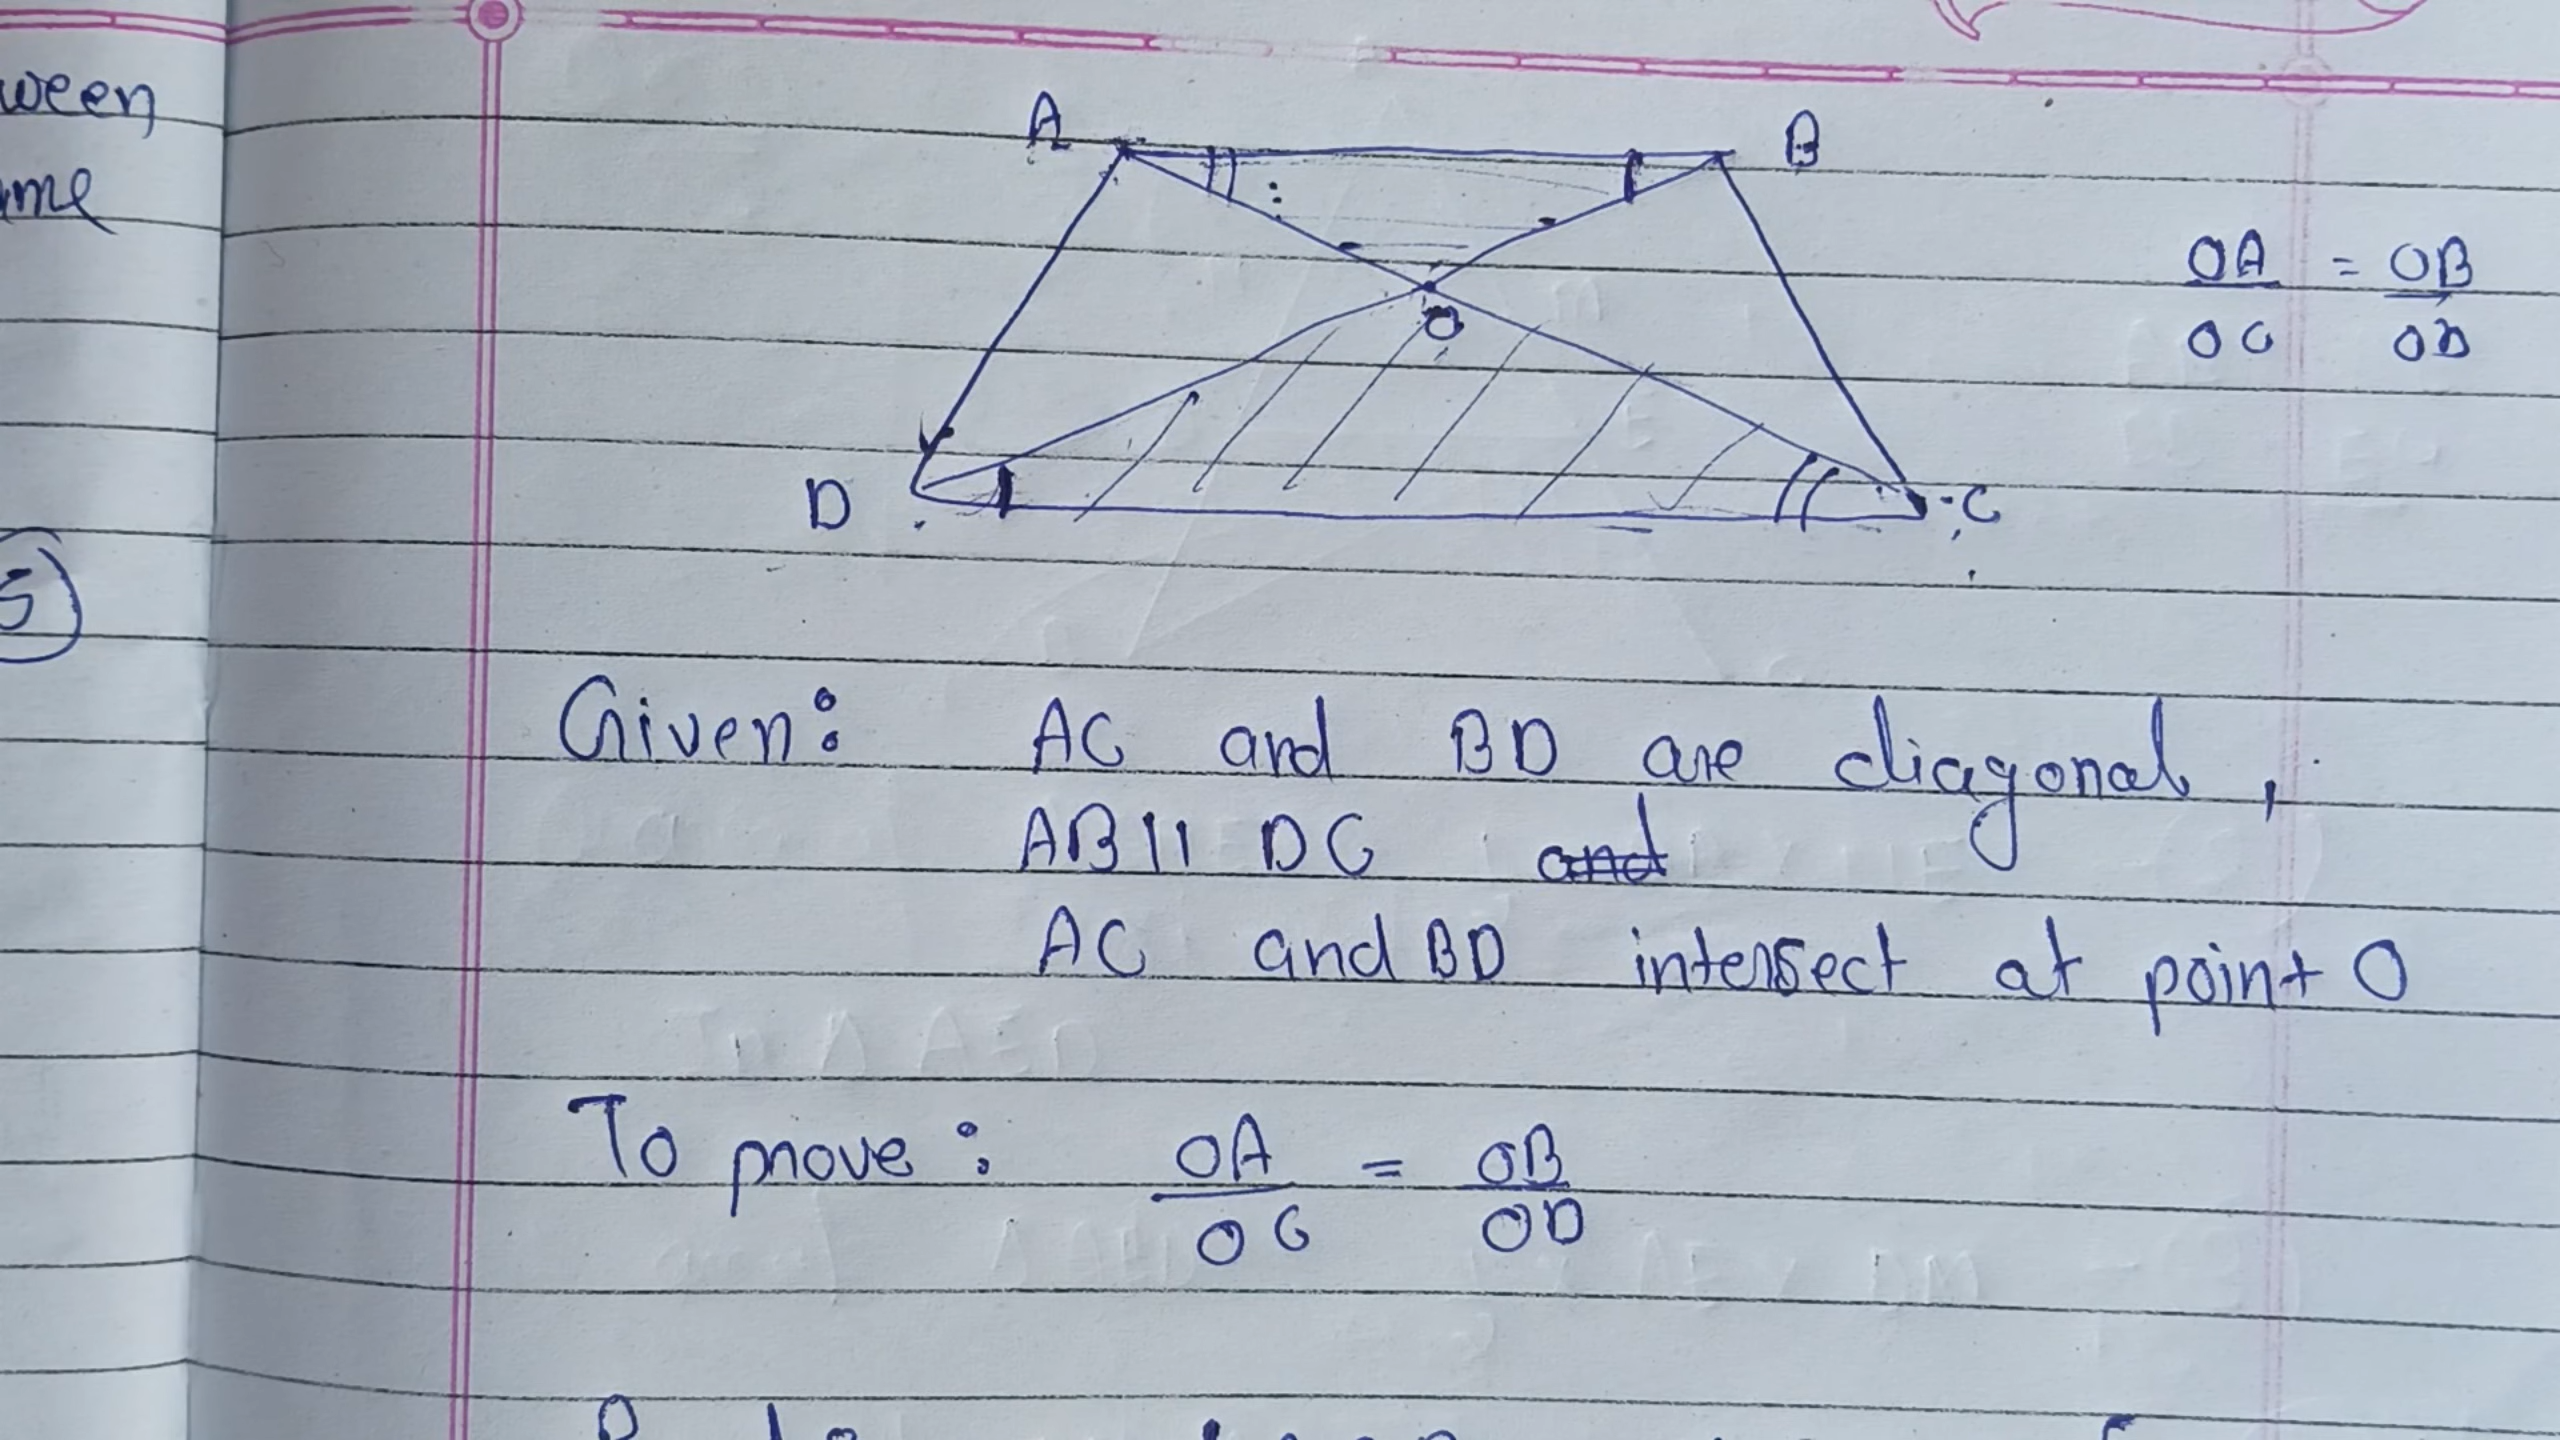 ween
ame
A B
O
D C
OA = OB
OC OD
5
Given: AC and BD are diagonal,
AB || DC and
AC and BD intersect at point O
To prove: OA = OB
OC OD